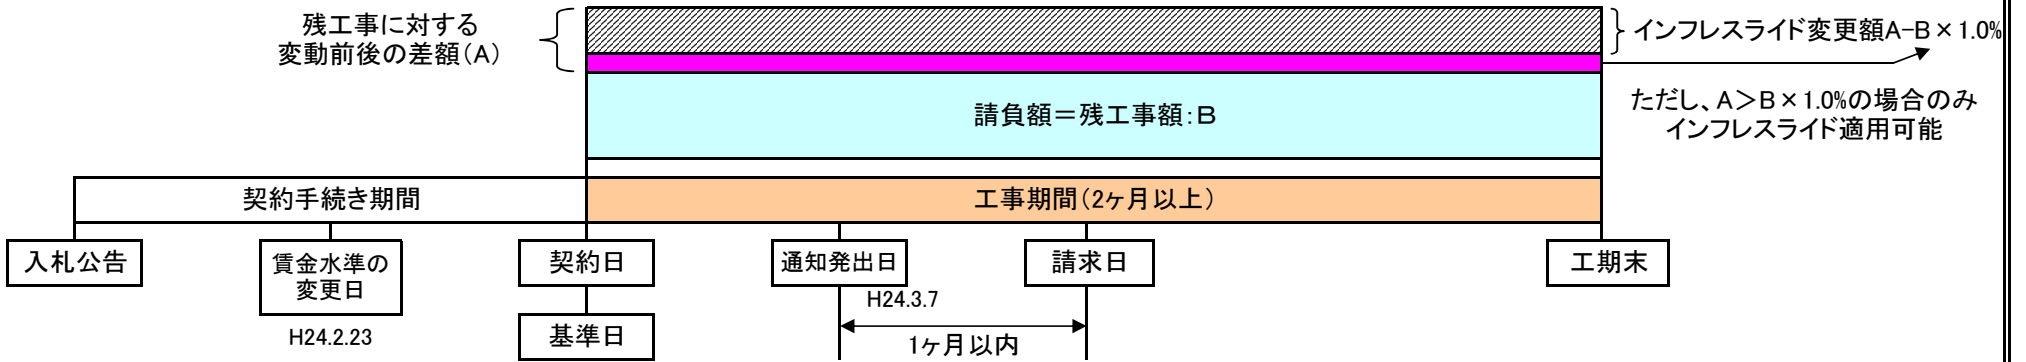 残工事に対する
変動前後の差額（A）
インフレスライド変更額A-B×1.0%
請負額＝残工事額：B
ただし、A＞B×1.0%の場合のみ
インフレスライド適用可能
契約手続き期間
工事期間（2ヶ月以上）
入札公告
賃金水準の
変更日
契約日
通知発出日
請求日
工期末
H24.3.7
H24.2.23
基準日
1ヶ月以内